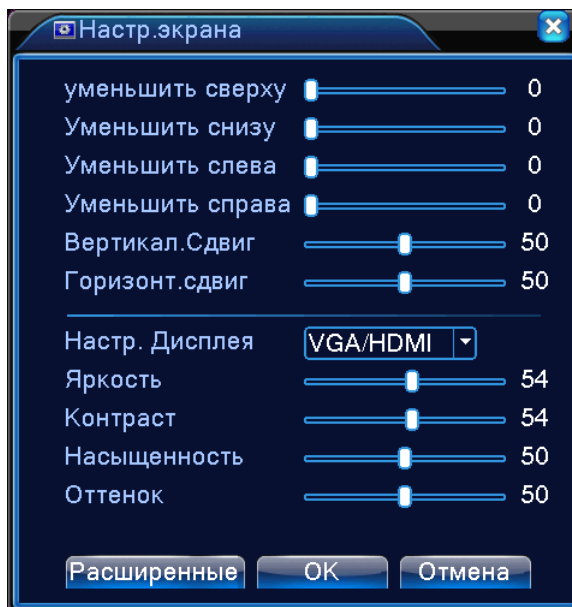 Настр.экрана
уменьшить сверху 0
Уменьшить снизу 0
Уменьшить слева 0
Уменьшить справа 0
Вертикал.Сдвиг 50
Горизонт.сдвиг 50
Настр. Дисплея VGA/HDMI
Яркость 54
Контраст 54
Насыщенность 50
Оттенок 50
Расширенные OK Отмена